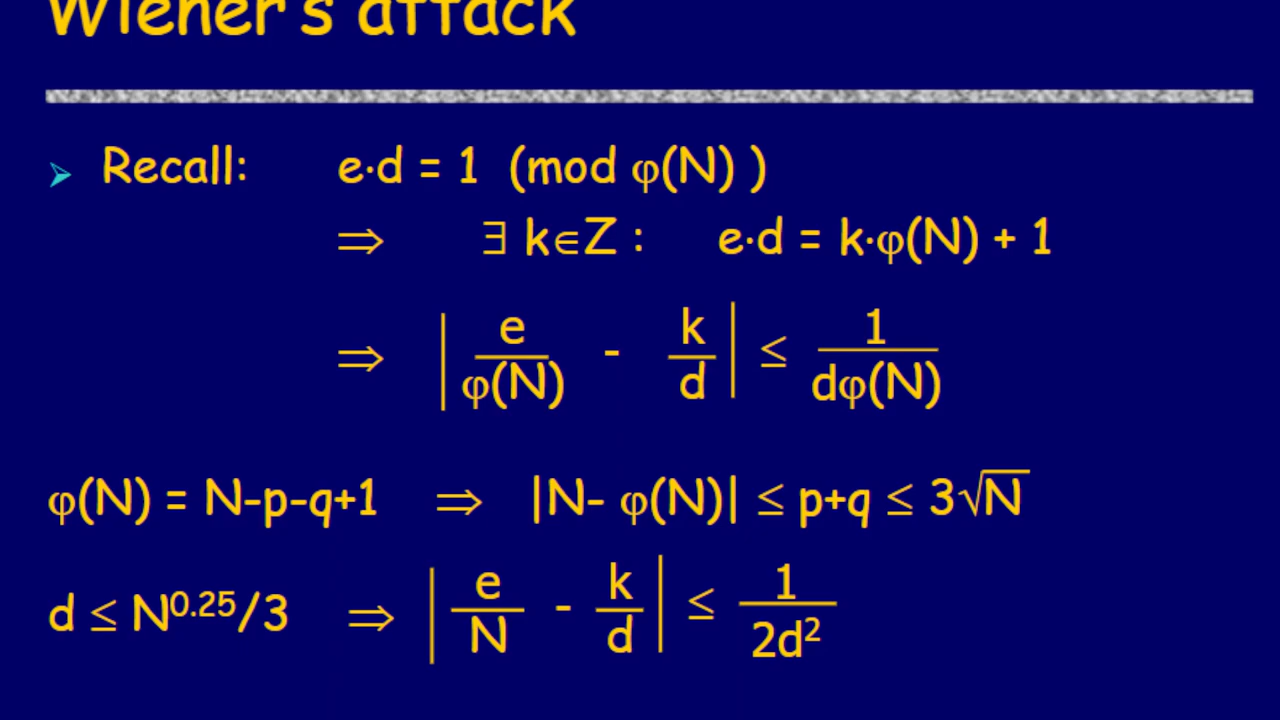 Wiener's attack
Recall: e·d = 1 (mod φ(N) )
⇒ ∃ k∈Z : e·d = k·φ(N) + 1
⇒ | e/φ(N) - k/d | ≤ 1/dφ(N)
φ(N) = N-p-q+1 ⇒ |N- φ(N)| ≤ p+q ≤ 3√N
d ≤ N^0.25/3 ⇒ | e/N - k/d | ≤ 1/2d²